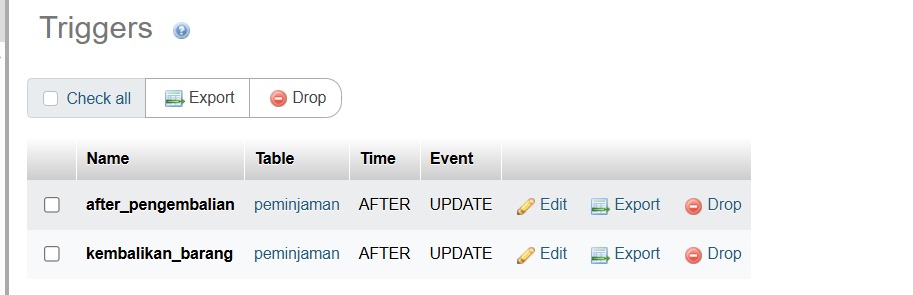 Triggers
Check all Export Drop
Name Table Time Event
after_pengembalian peminjaman AFTER UPDATE Edit Export Drop
kembalikan_barang peminjaman AFTER UPDATE Edit Export Drop